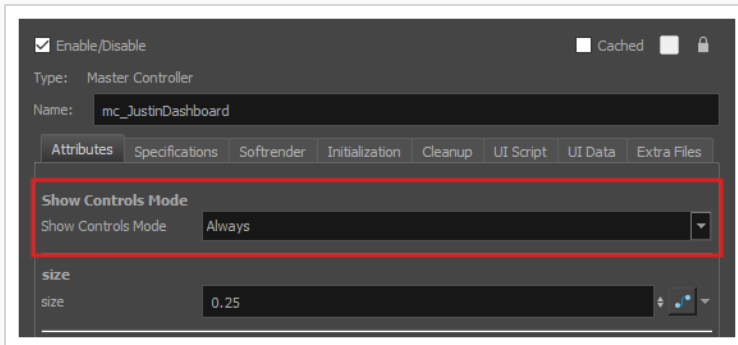 Enable/Disable Cached
Type: Master Controller
Name: mc_JustinDashboard
Attributes Specifications Softrender Initialization Cleanup UI Script UI Data Extra Files
Show Controls Mode
Show Controls Mode Always
size
size 0.25